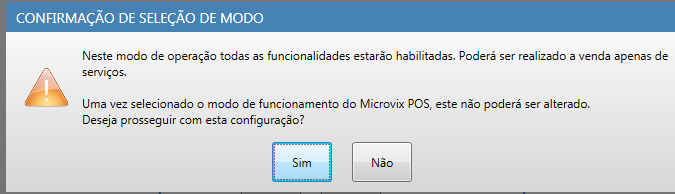 CONFIRMAÇÃO DE SELEÇÃO DE MODO
Neste modo de operação todas as funcionalidades estarão habilitadas. Poderá ser realizado a venda apenas de
serviços.
Uma vez selecionado o modo de funcionamento do Microvix POS, este não poderá ser alterado.
Deseja prosseguir com esta configuração?
Sim
Não